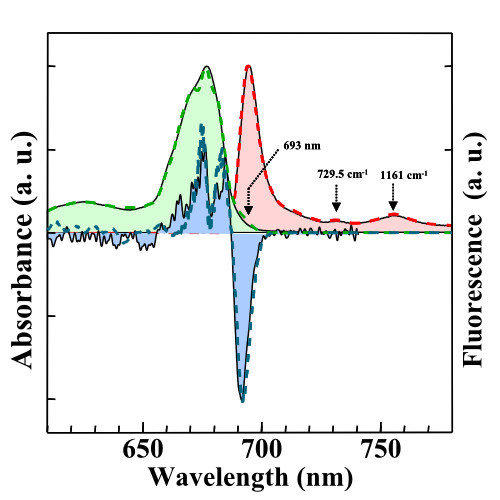 693 nm
729.5 cm-1
1161 cm-1
Absorbance (a. u.)
Fluorescence (a. u.)
650
700
750
Wavelength (nm)